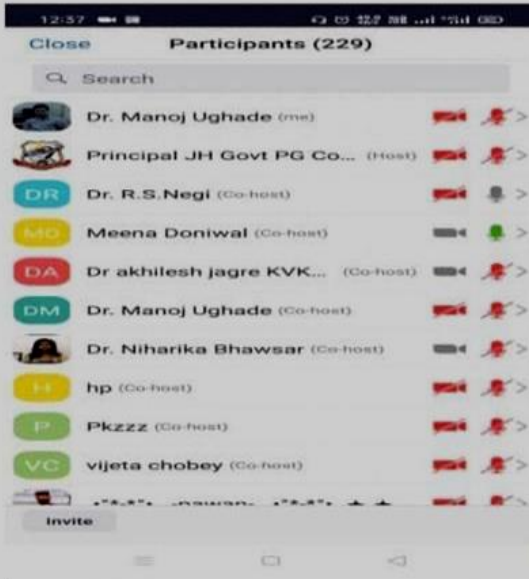 12:37
Close Participants (229)
Search
Dr. Manoj Ughade (me)
Principal JH Govt PG Co... (Host)
DR Dr. R.S.Negi (Co-host)
MD Meena Doniwal (Co-host)
DA Dr akhilesh jagre KVK... (Co-host)
DM Dr. Manoj Ughade (Co-host)
Dr. Niharika Bhawsar (Co-host)
H hp (Co-host)
P Pkzzz (Co-host)
VC vijeta chobey (Co-host)
Invite